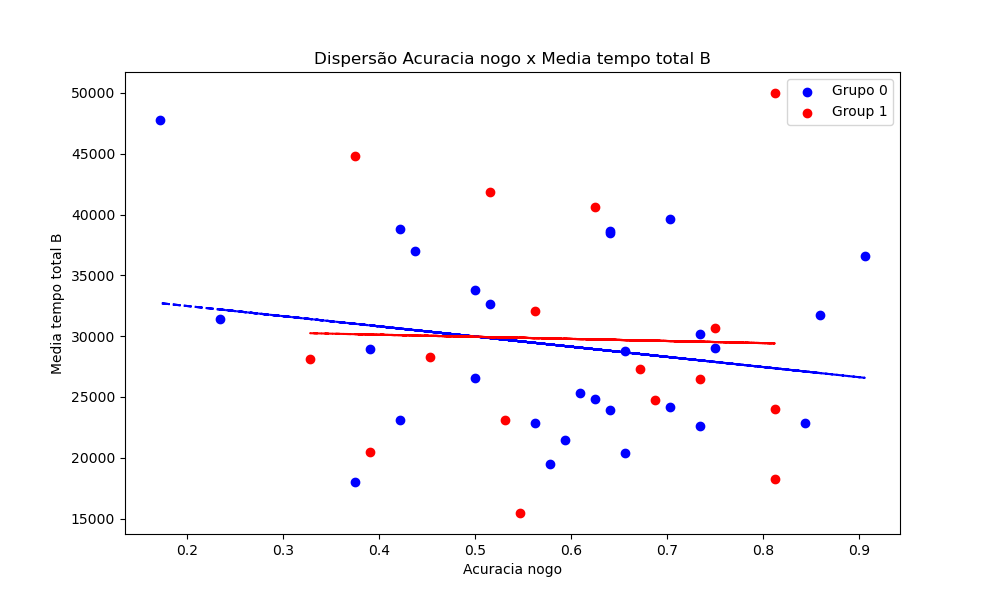 Dispersão Acuracia nogo x Media tempo total B
Grupo 0
Group 1
Media tempo total B
50000
45000
40000
35000
30000
25000
20000
15000
0.2 0.3 0.4 0.5 0.6 0.7 0.8 0.9
Acuracia nogo